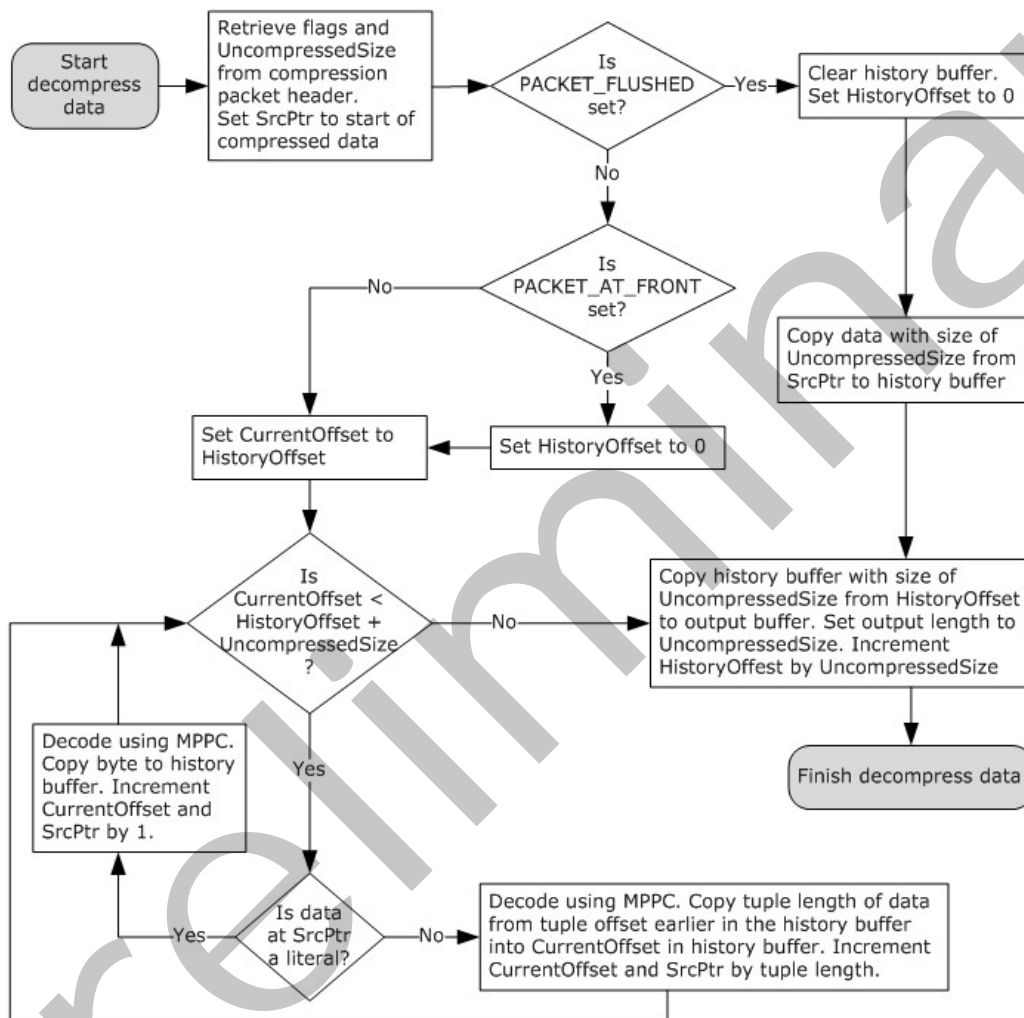 Start
decompress
data
Retrieve flags and
UncompressedSize
from compression
packet header.
Set SrcPtr to start of
compressed data
Is
PACKET_FLUSHED
set?
Yes
Clear history buffer.
Set HistoryOffset to 0
No
Is
PACKET_AT_FRONT
set?
No
Yes
Copy data with size of
UncompressedSize from
SrcPtr to history buffer
Set CurrentOffset to
HistoryOffset
Set HistoryOffset to 0
Is
CurrentOffset <
HistoryOffset +
UncompressedSize
?
No
Copy history buffer with size of
UncompressedSize from HistoryOffset
to output buffer. Set output length to
UncompressedSize. Increment
HistoryOffest by UncompressedSize
Decode using MPPC.
Copy byte to history
buffer. Increment
CurrentOffset and
SrcPtr by 1.
Yes
Finish decompress data
Is data
at SrcPtr
a literal?
Yes
No
Decode using MPPC. Copy tuple length of data
from tuple offset earlier in the history buffer
into CurrentOffset in history buffer. Increment
CurrentOffset and SrcPtr by tuple length.
relimina